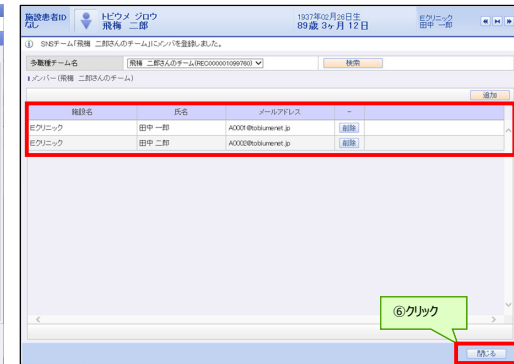 施設患者ID
なし
トビウメ ジロウ
飛梅 二郎
1937年02月26日生
89歳 3ヶ月 12日
Eクリニック
田中 一郎
SNSチーム「飛梅 二郎さんのチーム」にメンバを登録しました。
多職種チーム名
飛梅 二郎さんのチーム(REC000001099760)
検索
メンバー(飛梅 二郎さんのチーム)
追加
施設名 氏名 メールアドレス -
Eクリニック 田中 一郎 A0001@tobiumenet.jp 削除
Eクリニック 田中 二郎 A0002@tobiumenet.jp 削除
⑥クリック
閉じる